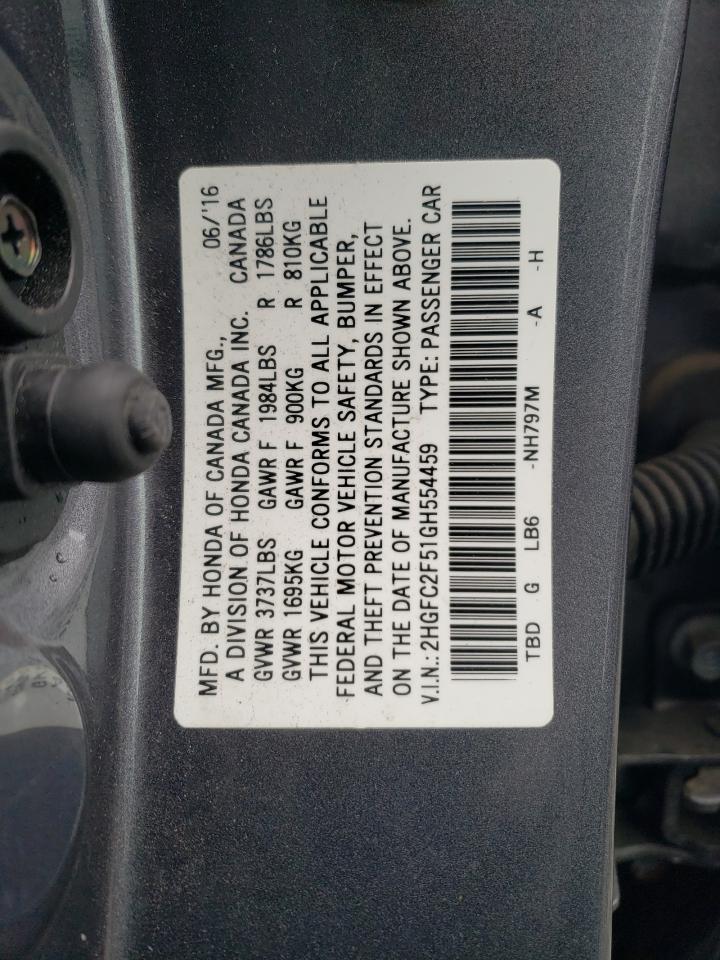 MFD. BY HONDA OF CANADA MFG., 06/'16
A DIVISION OF HONDA CANADA INC. CANADA
GVWR 3737LBS GAWR F 1984LBS R 1786LBS
GVWR 1695KG GAWR F 900KG R 810KG
THIS VEHICLE CONFORMS TO ALL APPLICABLE
FEDERAL MOTOR VEHICLE SAFETY, BUMPER,
AND THEFT PREVENTION STANDARDS IN EFFECT
ON THE DATE OF MANUFACTURE SHOWN ABOVE.
V.I.N.: 2HGFC2F51GH554459 TYPE: PASSENGER CAR
TBD G LB6 -NH797M -A -H